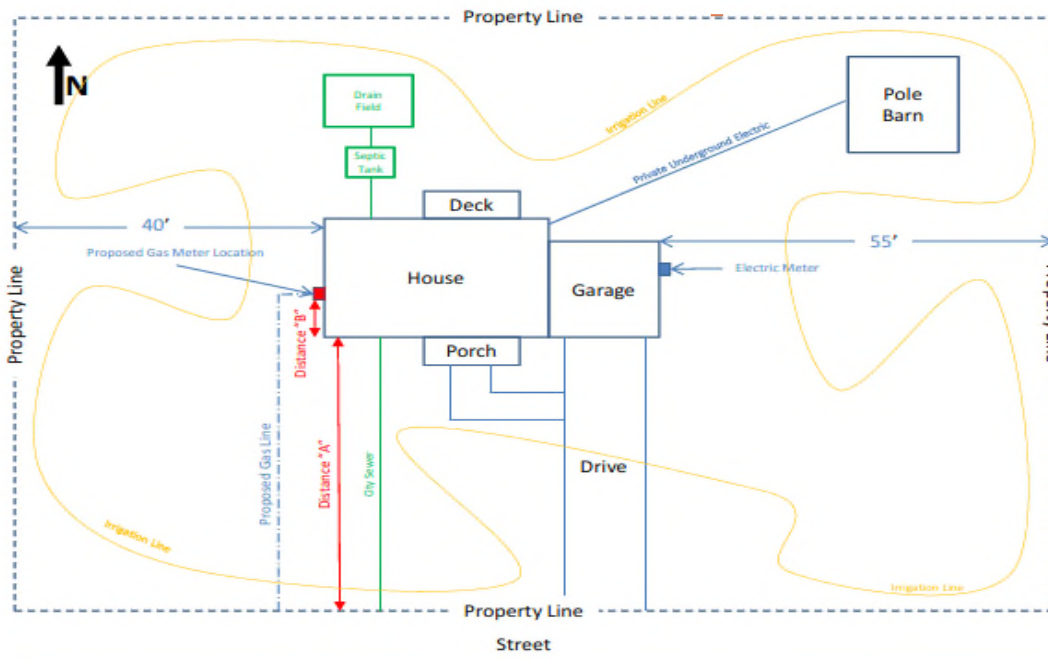 Property Line
N
Drain
Field
Irrigation Line
Pole
Barn
Septic
Tank
Private Underground Electric
Deck
40’
55’
Proposed Gas Meter Location
Electric Meter
House
Garage
Property Line
Property Line
Distance “B”
Porch
Distance “A”
Proposed Gas Line
City Sewer
Drive
Irrigation Line
Irrigation Line
Property Line
Street